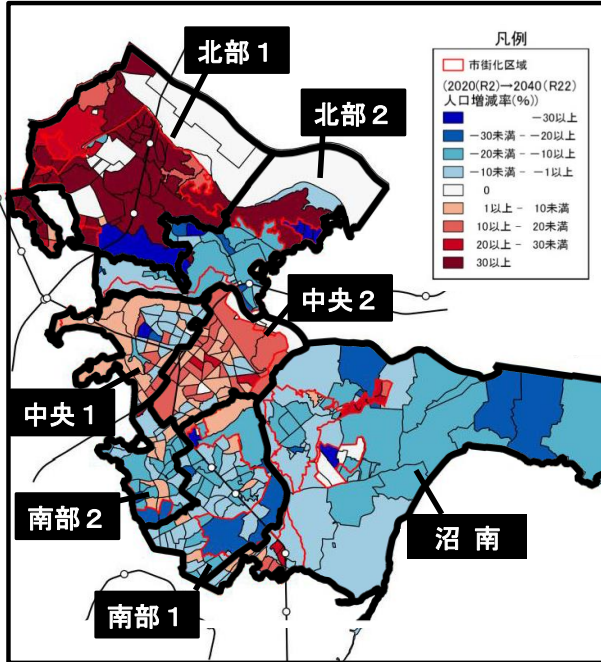 北部１
北部２
中央２
中央１
南部２
沼 南
南部１
凡例
市街化区域
(2020(R2)→2040(R22)
人口増減率(%))
－30以上
－30未満 - －20以上
－20未満 - －10以上
－10未満 - －1以上
0
1以上 - 10未満
10以上 - 20未満
20以上 - 30未満
30以上